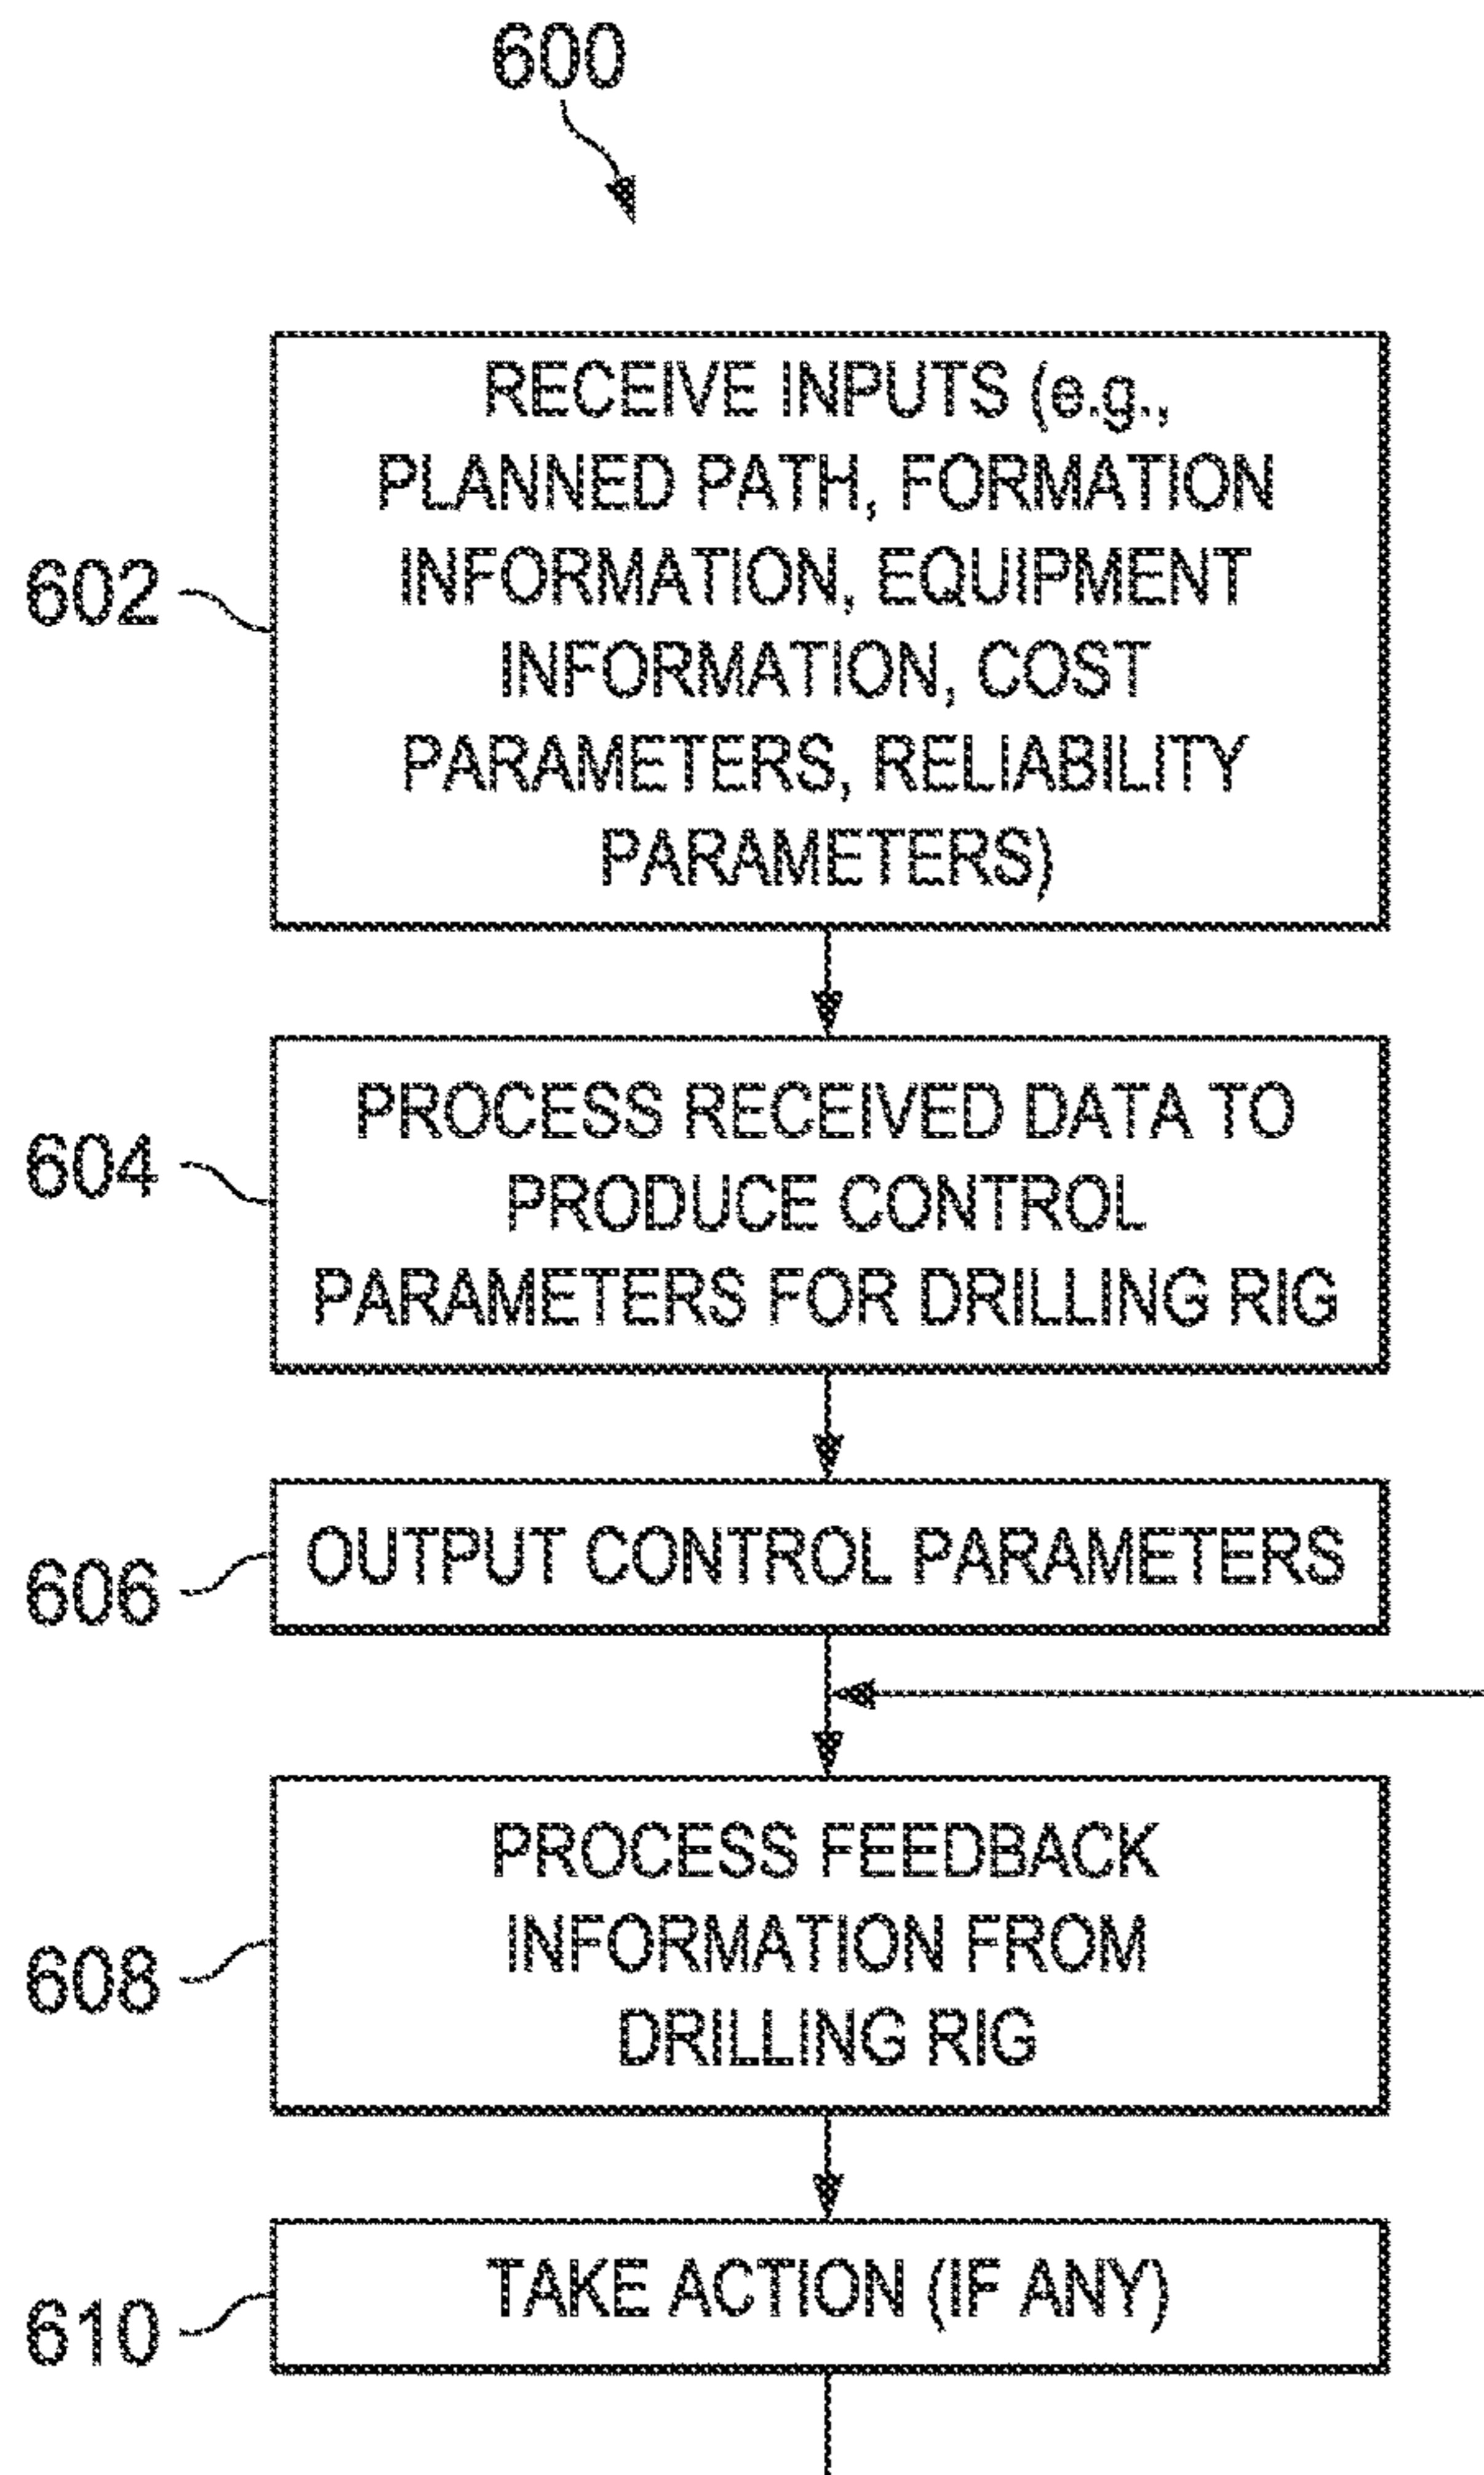 600
602
RECEIVE INPUTS (e.g.,
PLANNED PATH, FORMATION
INFORMATION, EQUIPMENT
INFORMATION, COST
PARAMETERS, RELIABILITY
PARAMETERS)
604
PROCESS RECEIVED DATA TO
PRODUCE CONTROL
PARAMETERS FOR DRILLING RIG
606
OUTPUT CONTROL PARAMETERS
608
PROCESS FEEDBACK
INFORMATION FROM
DRILLING RIG
610
TAKE ACTION (IF ANY)